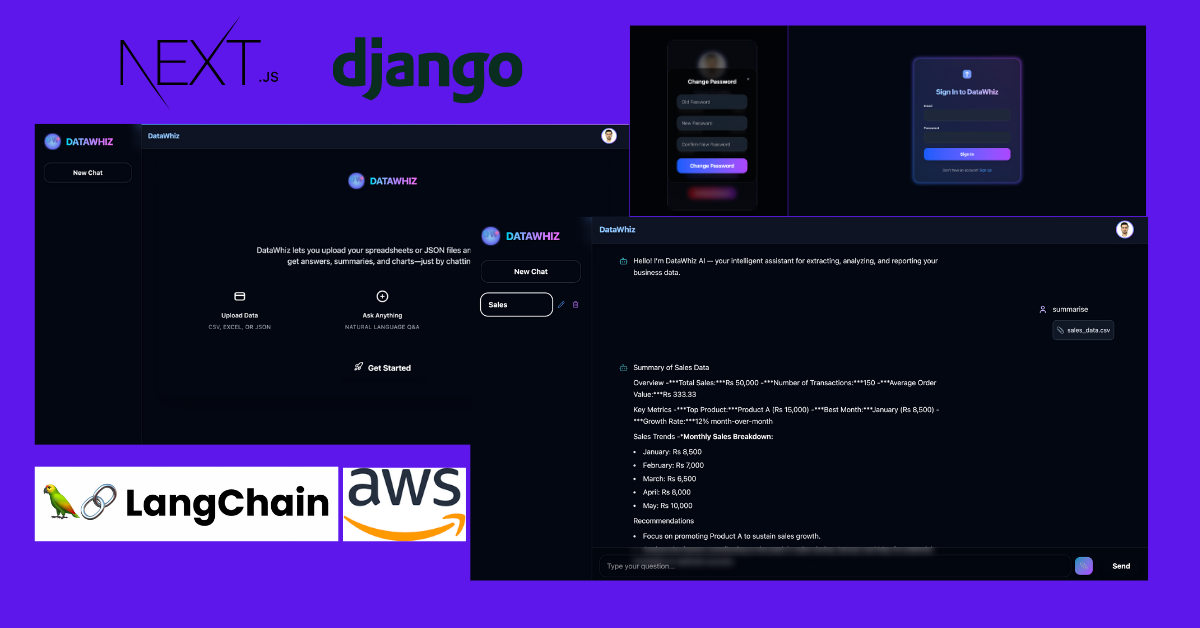 NEXT.JS
django
DATAWHIZ
New Chat
DataWhiz
DATAWHIZ
DataWhiz lets you upload your spreadsheets or JSON files an
get answers, summaries, and charts—just by chattin
Upload Data
CSV, EXCEL, OR JSON
Ask Anything
NATURAL LANGUAGE Q&A
Get Started
Change Password
Old Password
New Password
Confirm New Password
Change Password
Sign In to DataWhiz
Email
Password
Sign In
DATAWHIZ
New Chat
Sales
DataWhiz
Hello! I'm DataWhiz AI — your intelligent assistant for extracting, analyzing, and reporting your
business data.
summarise
sales_data.csv
Summary of Sales Data
Overview -***Total Sales:***Rs 50,000 -***Number of Transactions:***150 -***Average Order
Value:***Rs 333.33
Key Metrics -***Top Product:***Product A (Rs 15,000) -***Best Month:***January (Rs 8,500) -
***Growth Rate:***12% month-over-month
Sales Trends -*Monthly Sales Breakdown:
• January: Rs 8,500
• February: Rs 7,000
• March: Rs 6,500
• April: Rs 8,000
• May: Rs 10,000
Recommendations
• Focus on promoting Product A to sustain sales growth.
Type your question...
Send
LangChain
aws